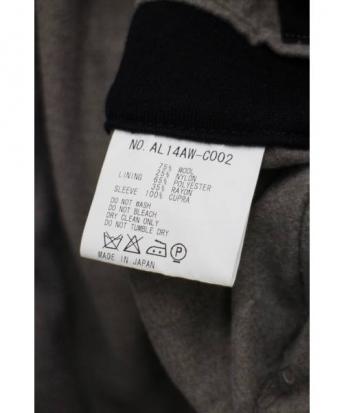 NO. AL14AW-C002
75% WOOL
25% NYLON
LINING 65% POLYESTER
35% RAYON
SLEEVE 100% CUPRA
DO NOT WASH
DO NOT BLEACH
DRY CLEAN ONLY
DO NOT TUMBLE DRY
P
MADE IN JAPAN